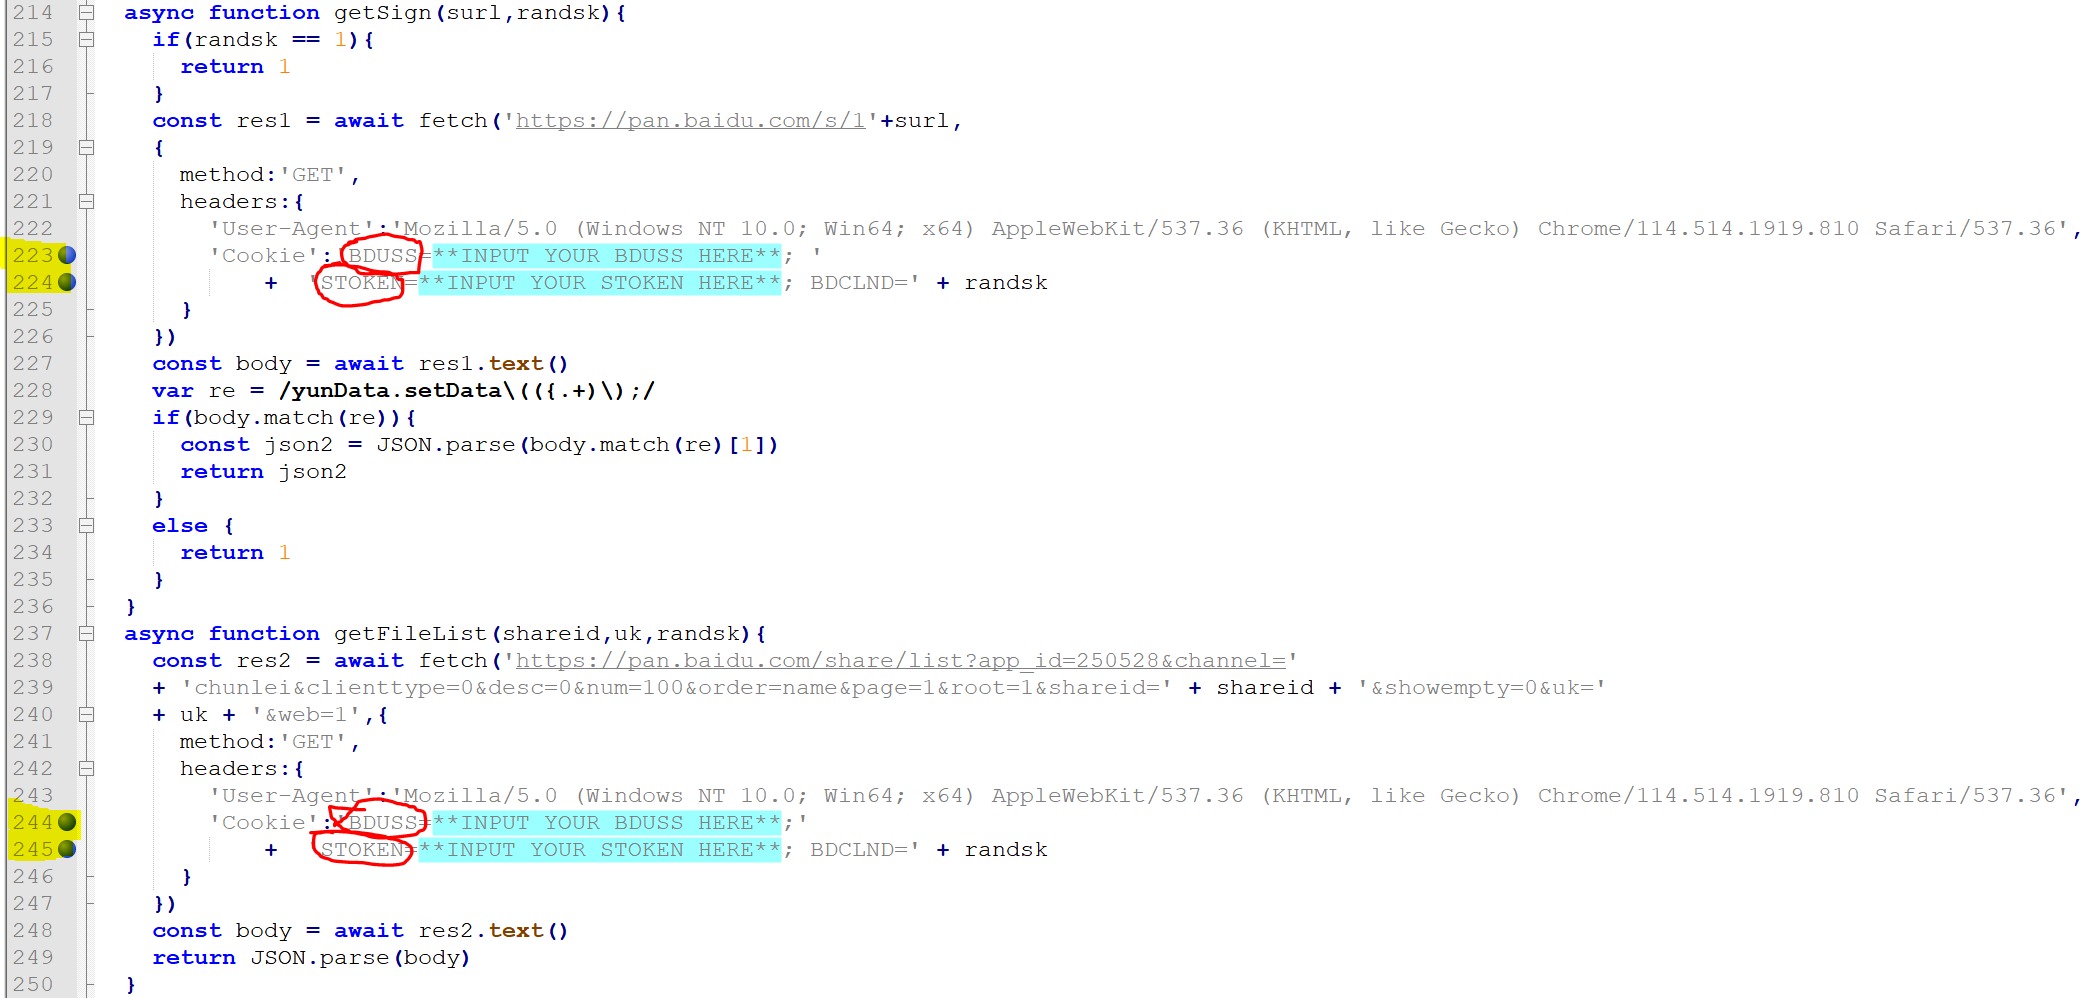 214 async function getSign(surl,randsk){
215 if(randsk == 1){
216 return 1
217 }
218 const res1 = await fetch('https://pan.baidu.com/s/1'+surl,
219 {
220 method:'GET',
221 headers:{
222 'User-Agent':'Mozilla/5.0 (Windows NT 10.0; Win64; x64) AppleWebKit/537.36 (KHTML, like Gecko) Chrome/114.514.1919.810 Safari/537.36',
223 'Cookie':'BDUSS=**INPUT YOUR BDUSS HERE**; '
224 + 'STOKEN=**INPUT YOUR STOKEN HERE**; BDCLND=' + randsk
225 }
226 })
227 const body = await res1.text()
228 var re = /yunData.setData\(({.+)\);/
229 if(body.match(re)){
230 const json2 = JSON.parse(body.match(re)[1])
231 return json2
232 }
233 else {
234 return 1
235 }
236 }
237 async function getFileList(shareid,uk,randsk){
238 const res2 = await fetch('https://pan.baidu.com/share/list?app_id=250528&channel='
239 + 'chunlei&clienttype=0&desc=0&num=100&order=name&page=1&root=1&shareid=' + shareid + '&showempty=0&uk='
240 + uk + '&web=1',{
241 method:'GET',
242 headers:{
243 'User-Agent':'Mozilla/5.0 (Windows NT 10.0; Win64; x64) AppleWebKit/537.36 (KHTML, like Gecko) Chrome/114.514.1919.810 Safari/537.36',
244 'Cookie':'BDUSS=**INPUT YOUR BDUSS HERE**;'
245 + 'STOKEN=**INPUT YOUR STOKEN HERE**; BDCLND=' + randsk
246 }
247 })
248 const body = await res2.text()
249 return JSON.parse(body)
250 }